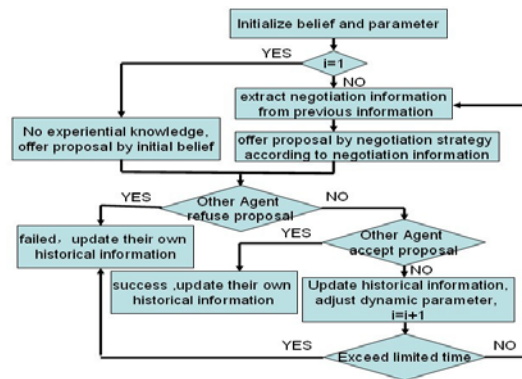 Initialize belief and parameter
YES
i=1
NO
extract negotiation information
from previous information
No experiential knowledge,
offer proposal by initial belief
offer proposal by negotiation strategy
according to negotiation information
YES
Other Agent
refuse proposal
NO
failed, update their own
historical information
YES
Other Agent
accept proposal
NO
success ,update their own
historical information
Update historical information,
adjust dynamic parameter,
i=i+1
YES
Exceed limited time
NO